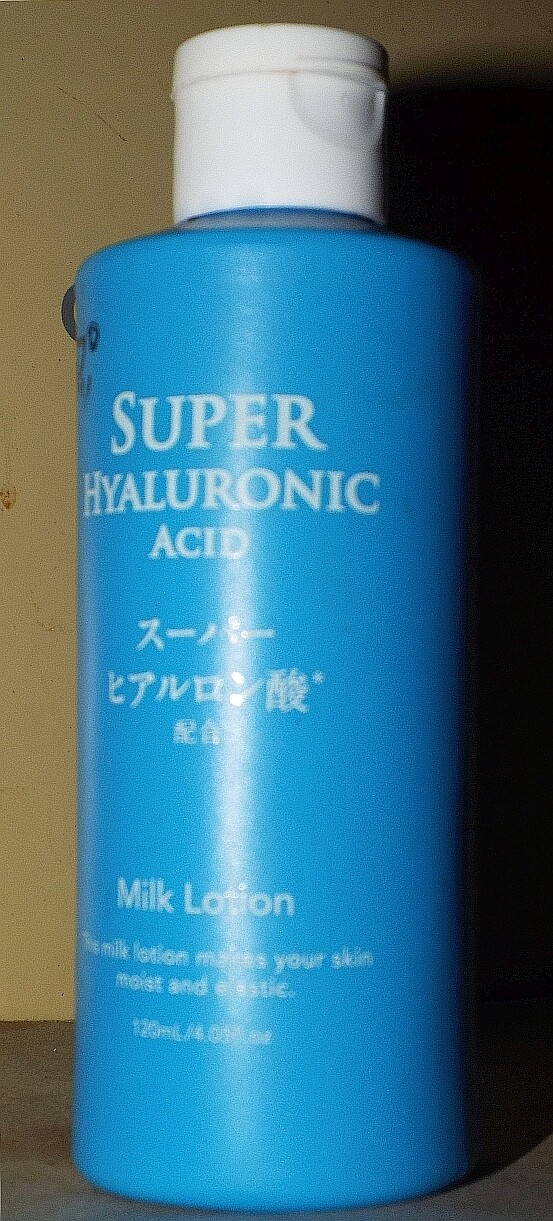 SUPER
HYALURONIC
ACID
スーパー
ヒアルロン酸*
配合
Milk Lotion
This milk lotion makes your skin
moist and elastic.
120mL/4.05fl.oz